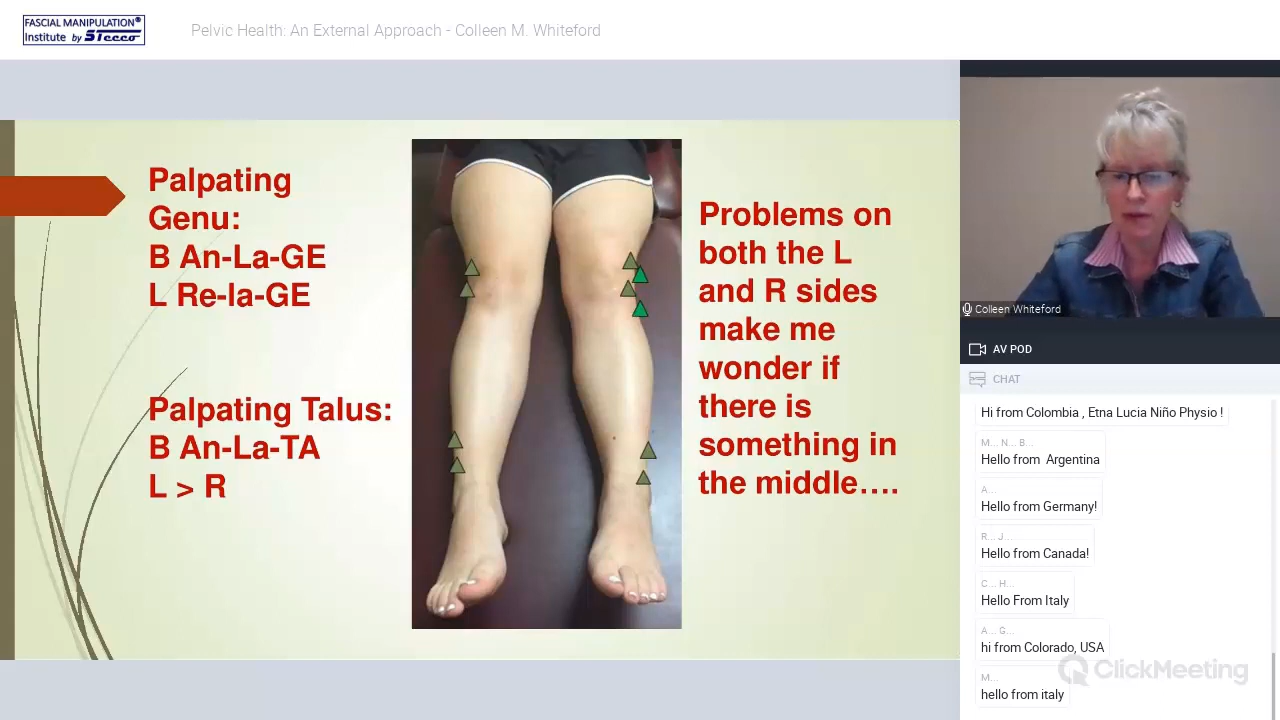 FASCIAL MANIPULATION®
Institute by Stecco
Pelvic Health: An External Approach - Colleen M. Whiteford
Palpating
Genu:
B An-La-GE
L Re-la-GE
Palpating Talus:
B An-La-TA
L > R
Problems on
both the L
and R sides
make me
wonder if
there is
something in
the middle....
Colleen Whiteford
AV POD
CHAT
Hi from Colombia , Etna Lucia Niño Physio !
M... N... B...
Hello from Argentina
A...
Hello from Germany!
R... J...
Hello from Canada!
C... H...
Hello From Italy
A... G...
hi from Colorado, USA
ClickMeeting
M...
hello from italy